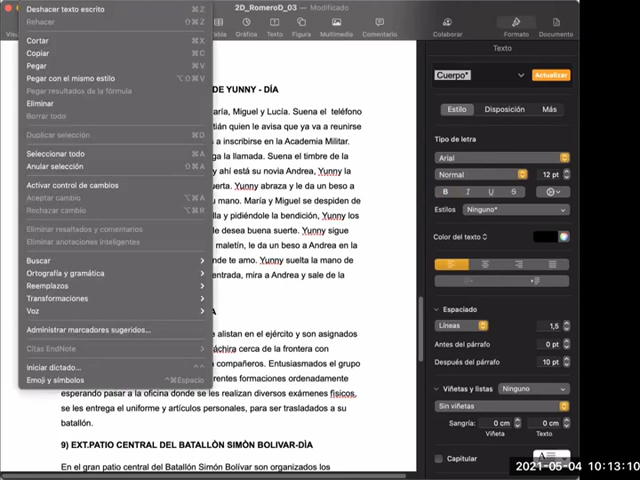 2D_RomeroD_03 — Modificado
Deshacer texto escrito ⌘Z
Rehacer ⇧⌘Z
Cortar ⌘X
Copiar ⌘C
Pegar ⌘V
Pegar con el mismo estilo ⌥⇧⌘V
Pegar resultados de la fórmula
Eliminar
Borrar todo
Duplicar selección ⌘D
Seleccionar todo ⌘A
Anular selección ⇧⌘A
Activar control de cambios
Aceptar cambio ⌥⌘A
Rechazar cambio ⌥⌘R
Eliminar resaltados y comentarios
Eliminar anotaciones inteligentes
Buscar
Ortografía y gramática
Reemplazos
Transformaciones
Voz
Administrar marcadores sugeridos...
Citas EndNote
Iniciar dictado...
Emoji y símbolos ^⌘Espacio
Gráfica Texto Figura Multimedia Comentario Colaborar Formato Documento
DE YUNNY - DÌA
aría, Miguel y Lucía. Suena el teléfono
tián quien le avisa que ya va a reunirse
s a inscribirse en la Academia Militar.
ga la llamada. Suena el timbre de la
y ahí está su novia Andrea, Yunny la
uerta. Yunny abraza y le da un beso a
u mano. María y Miguel se despiden de
lla y pidiéndole la bendición, Yunny los
le desea buena suerte. Yunny sigue
maletín, le da un beso a Andrea en la
nde te amo. Yunny suelta la mano de
entrada, mira a Andrea y sale de la
A
e alistan en el ejército y son asignados
áchira cerca de la frontera con
compañeros. Entusiasmados el grupo
rentes formaciones ordenadamente
esperando pasar a la oficina donde se les realizan diversos exámenes físicos,
se les entrega el uniforme y artículos personales, para ser trasladados a su
batallón.
9) EXT.PATIO CENTRAL DEL BATALLÒN SIMÒN BOLIVAR-DÌA
En el gran patio central del Batallón Simón Bolívar son organizados los
Texto
Cuerpo* Actualizar
Estilo Disposición Más
Tipo de letra
Arial
Normal 12 pt
B I U S
Estilos Ninguno*
Color del texto
Espaciado
Líneas 1,5
Antes del párrafo 0 pt
Después del párrafo 10 pt
Viñetas y listas Ninguno
Sin viñetas
Sangría: 0 cm 0 cm
Viñeta Texto
Capitular
2021-05-04 10:13:10